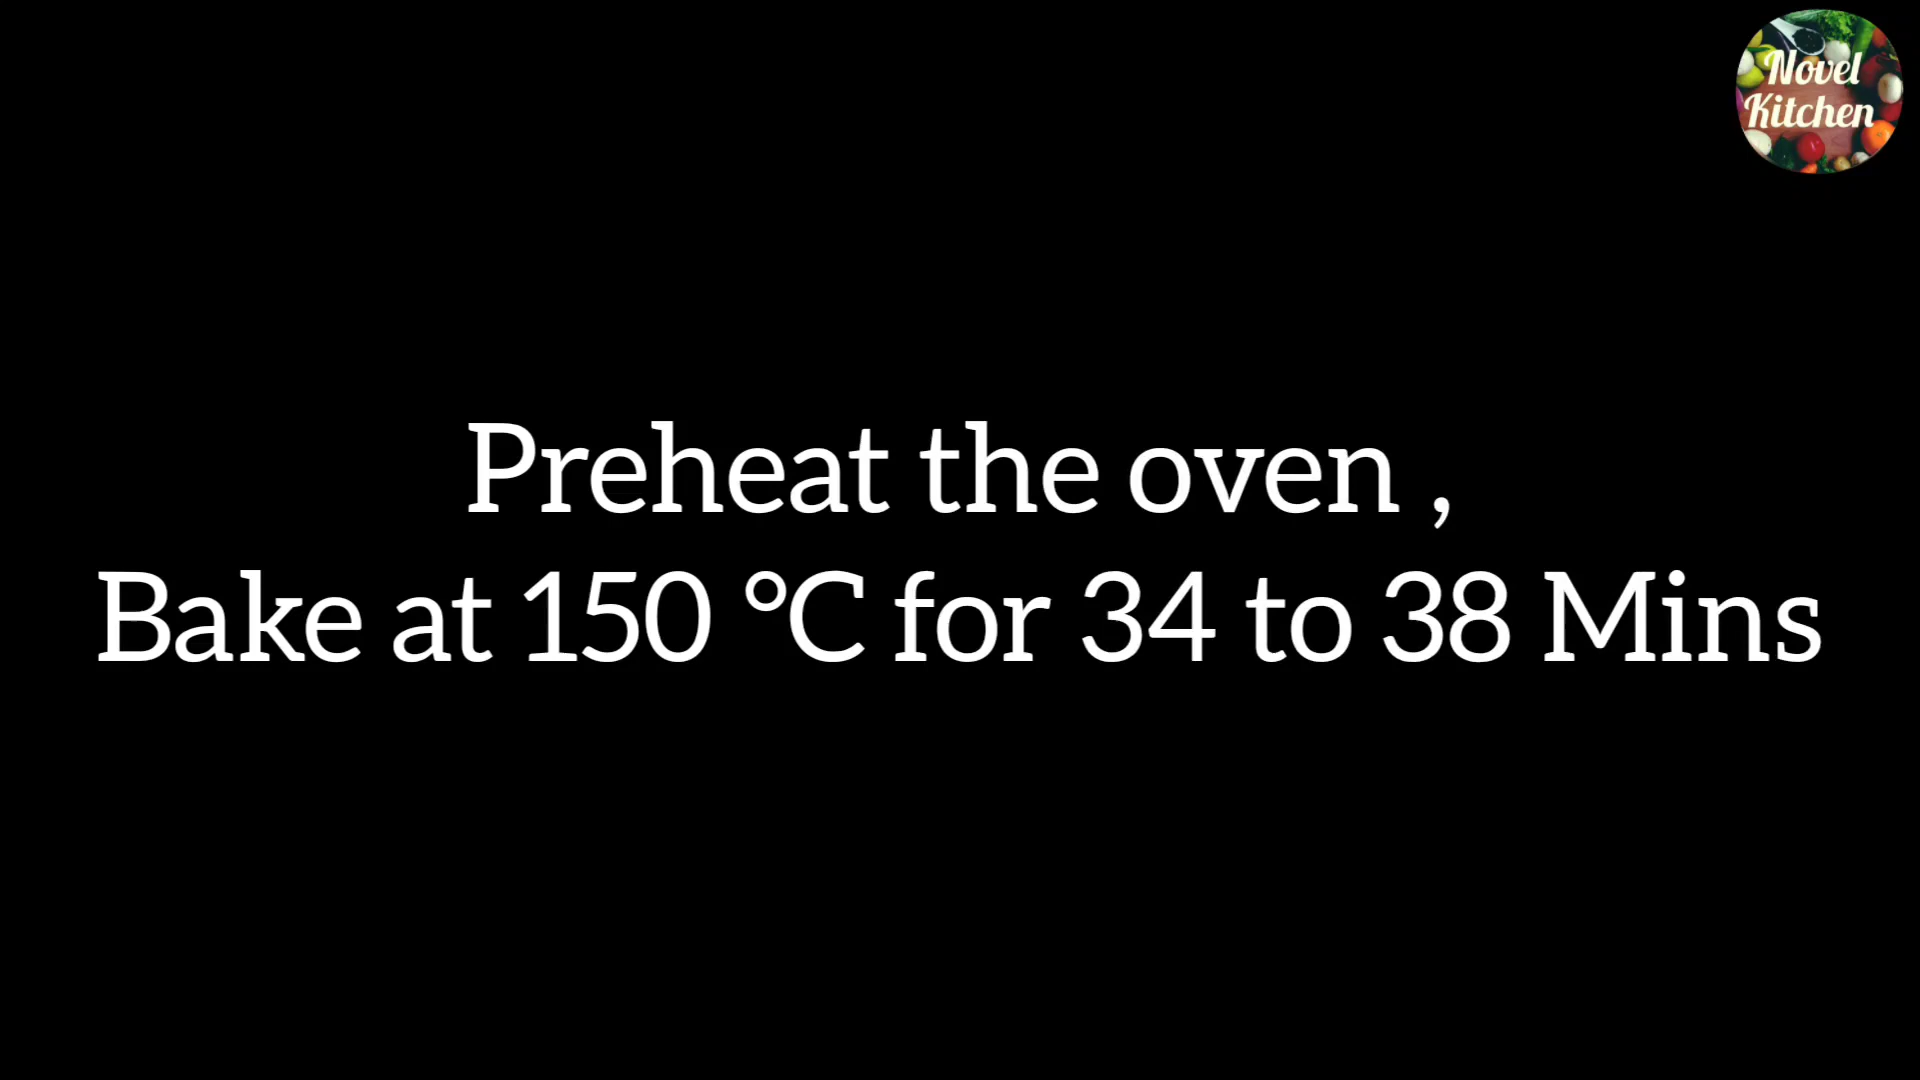 Novel
Kitchen
Preheat the oven ,
Bake at 150 °C for 34 to 38 Mins